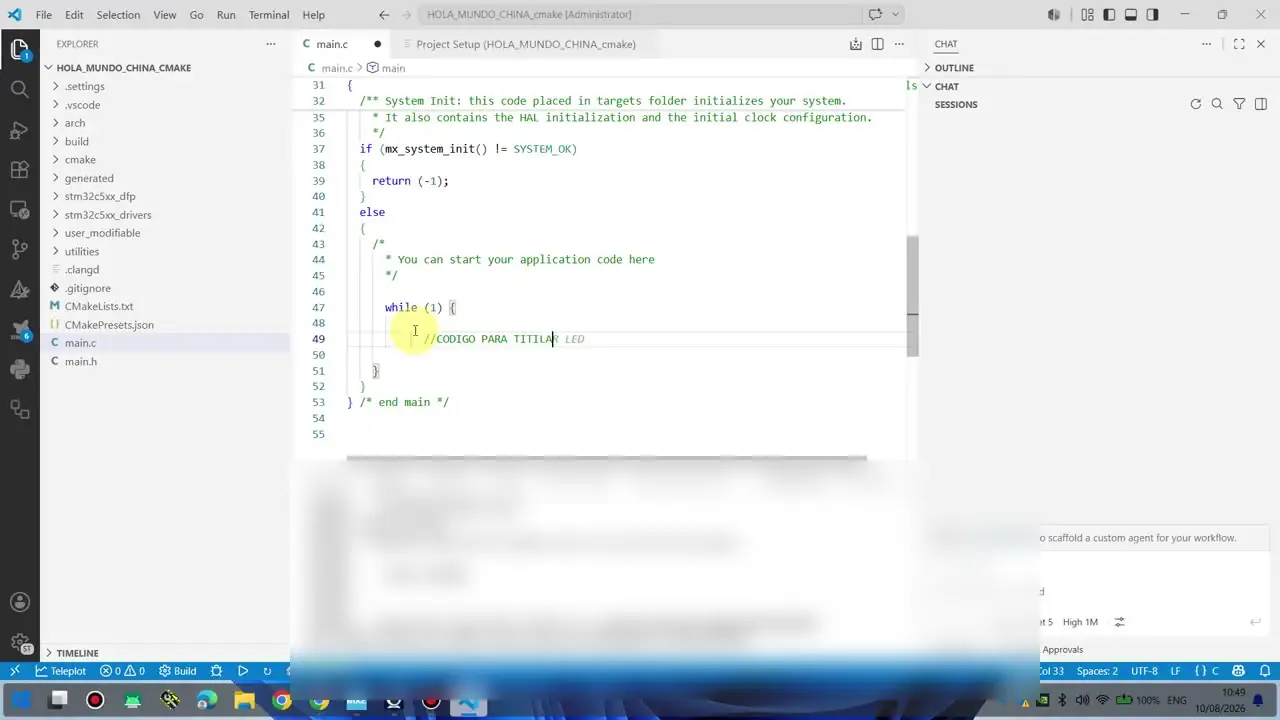 File Edit Selection View Go Run Terminal Help
HOLA_MUNDO_CHINA_cmake [Administrator]
EXPLORER
main.c
Project Setup (HOLA_MUNDO_CHINA_cmake)
CHAT
HOLA_MUNDO_CHINA_CMAKE
main.c > main
OUTLINE
CHAT
SESSIONS
.settings
.vscode
arch
build
cmake
generated
stm32c5xx_dfp
stm32c5xx_drivers
user_modifiable
utilities
.clangd
.gitignore
CMakeLists.txt
CMakePresets.json
main.c
main.h
31 {
32 /** System Init: this code placed in targets folder initializes your system.
35 * It also contains the HAL initialization and the initial clock configuration.
36 */
37 if (mx_system_init() != SYSTEM_OK)
38 {
39 return (-1);
40 }
41 else
42 {
43 /*
44 * You can start your application code here
45 */
46
47 while (1) {
48
49 //CODIGO PARA TITILAR LED
50
51 }
52 }
53 } /* end main */
54
55
ls
o scaffold a custom agent for your workflow.
d
t 5 High 1M
Approvals
TIMELINE
Teleplot 0 0 Build
Col 33 Spaces: 2 UTF-8 LF {} C
100% ENG
10:49
10/08/2026